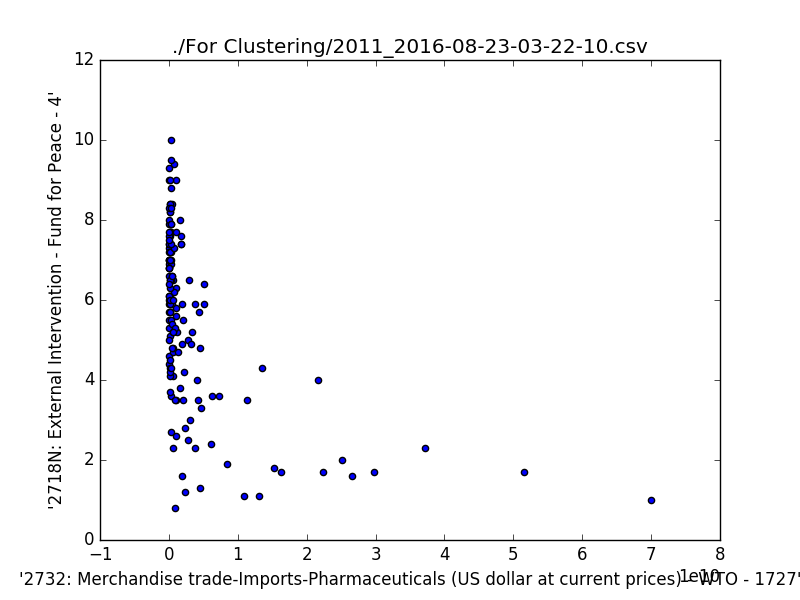 ./For Clustering/2011_2016-08-23-03-22-10.csv
12
10
8
6
4
2
0
'2718N: External Intervention - Fund for Peace - 4'
−1 0 1 2 3 4 5 6 7 8
1e10
'2732: Merchandise trade-Imports-Pharmaceuticals (US dollar at current prices) - WTO - 1727'